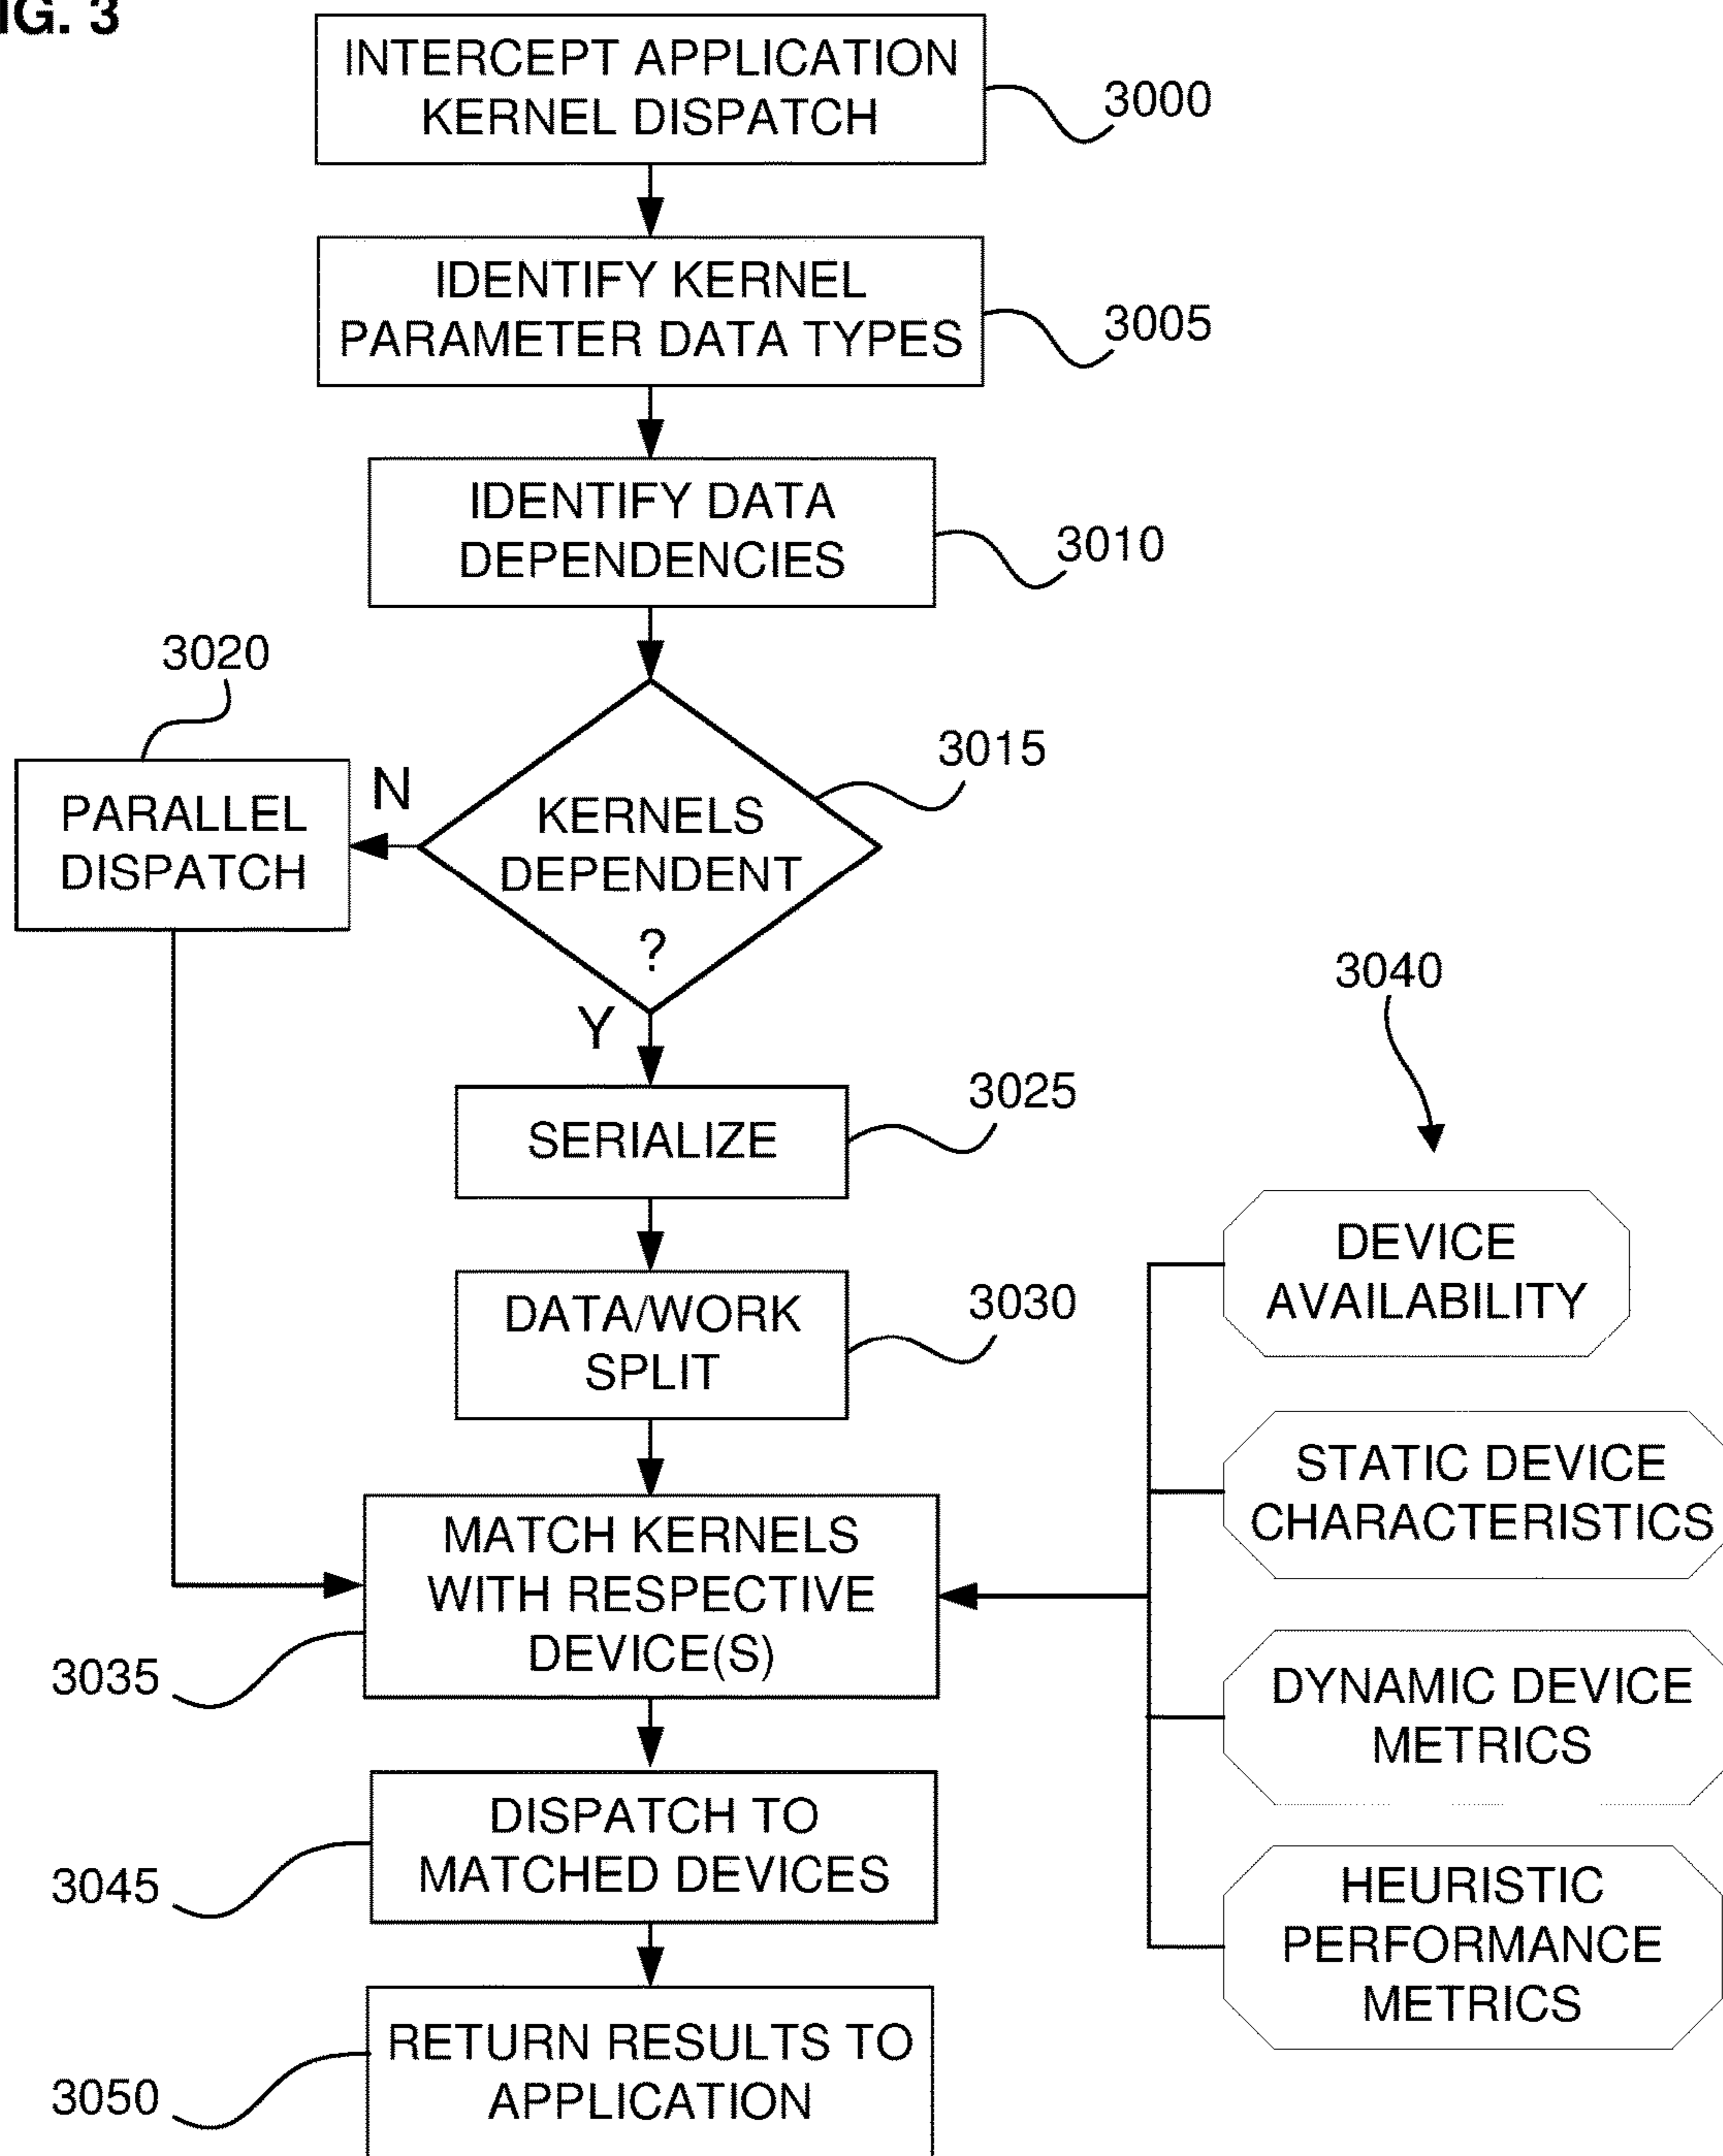 IG. 3
INTERCEPT APPLICATION
KERNEL DISPATCH
3000
IDENTIFY KERNEL
PARAMETER DATA TYPES
3005
IDENTIFY DATA
DEPENDENCIES
3010
3020
PARALLEL
DISPATCH
N
KERNELS
DEPENDENT
?
3015
Y
SERIALIZE
3025
DATA/WORK
SPLIT
3030
3040
DEVICE
AVAILABILITY
STATIC DEVICE
CHARACTERISTICS
DYNAMIC DEVICE
METRICS
HEURISTIC
PERFORMANCE
METRICS
MATCH KERNELS
WITH RESPECTIVE
DEVICE(S)
3035
DISPATCH TO
MATCHED DEVICES
3045
RETURN RESULTS TO
APPLICATION
3050